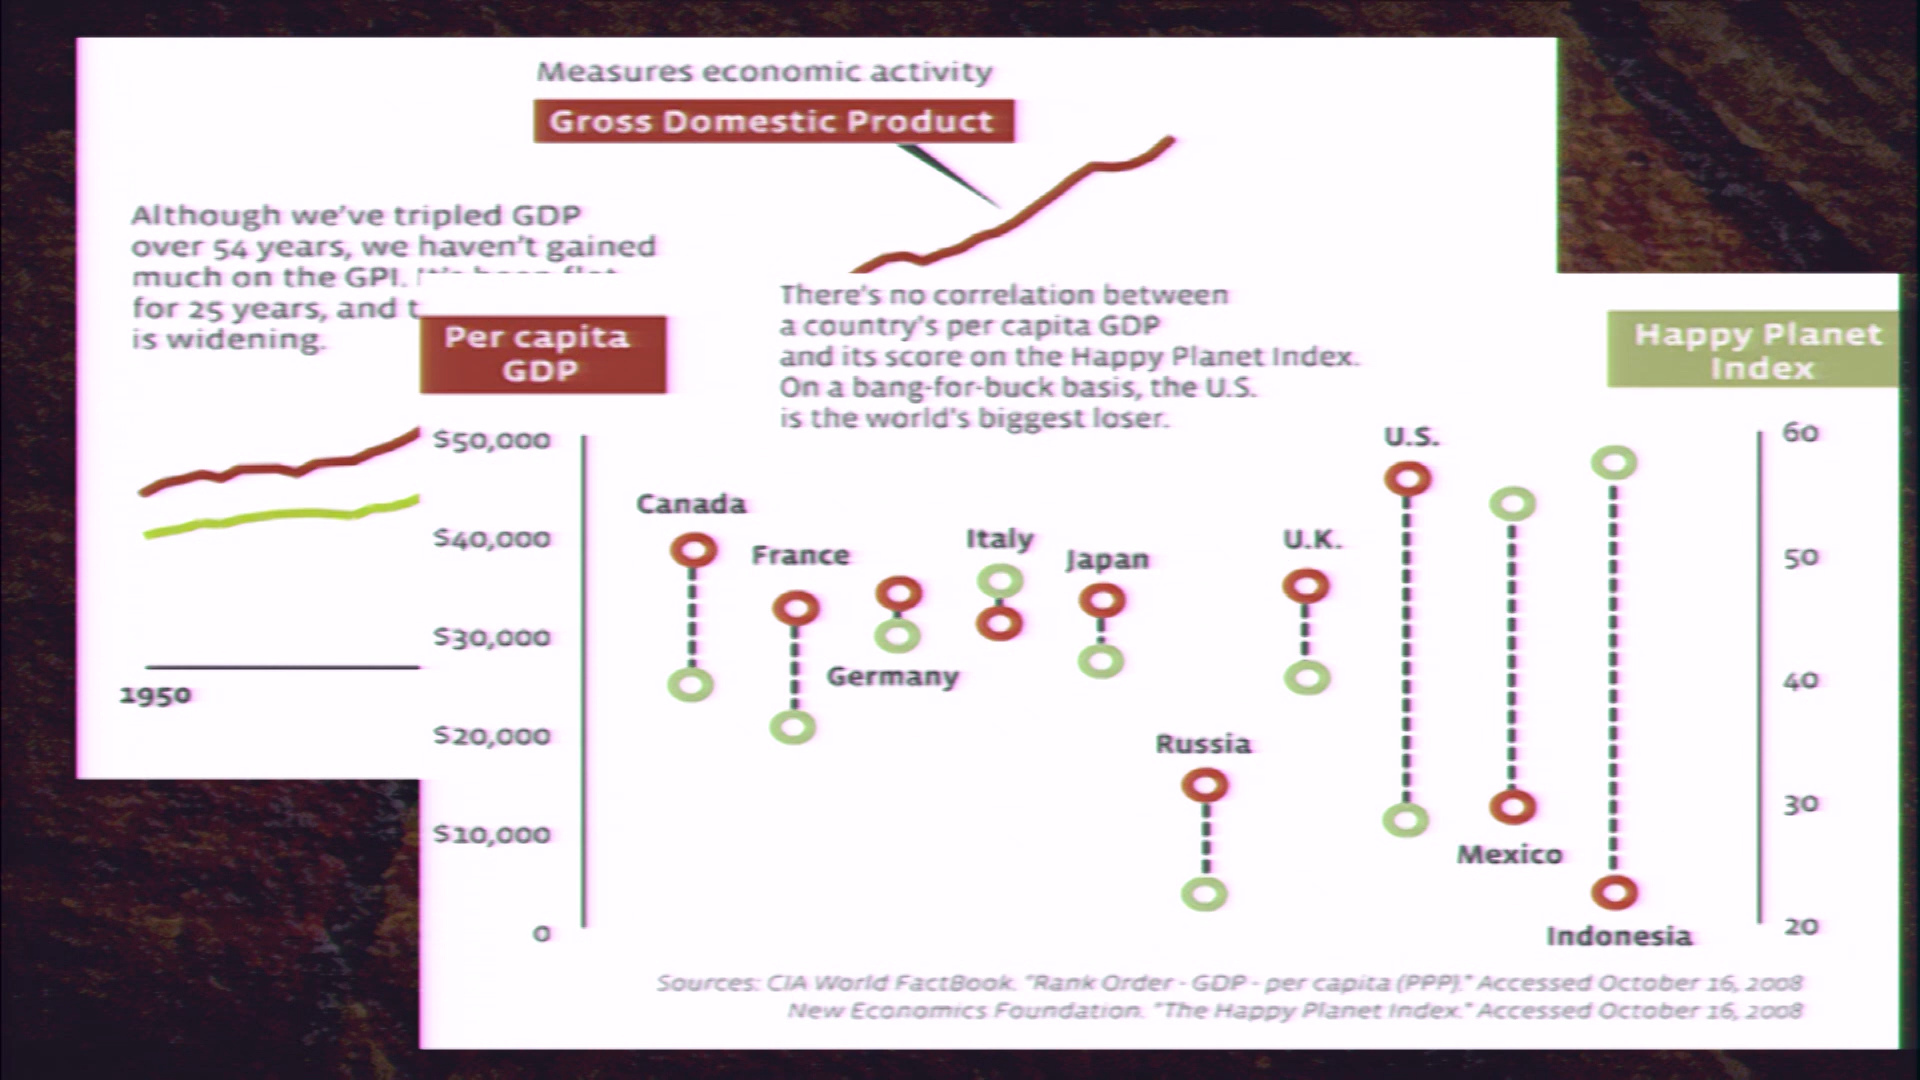 Measures economic activity
Gross Domestic Product
Although we've tripled GDP
over 54 years, we haven't gained
much on the GPI. It's been flat
for 25 years, and
is widening.
1950
Per capita
GDP
There's no correlation between
a country's per capita GDP
and its score on the Happy Planet Index.
On a bang-for-buck basis, the U.S.
is the world's biggest loser.
Happy Planet
Index
$50,000
$40,000
$30,000
$20,000
$10,000
0
Canada
France
Germany
Italy
Japan
Russia
U.K.
U.S.
Mexico
Indonesia
60
50
40
30
20
Sources: CIA World FactBook. "Rank Order - GDP - per capita (PPP)." Accessed October 16, 2008
New Economics Foundation. "The Happy Planet Index." Accessed October 16, 2008